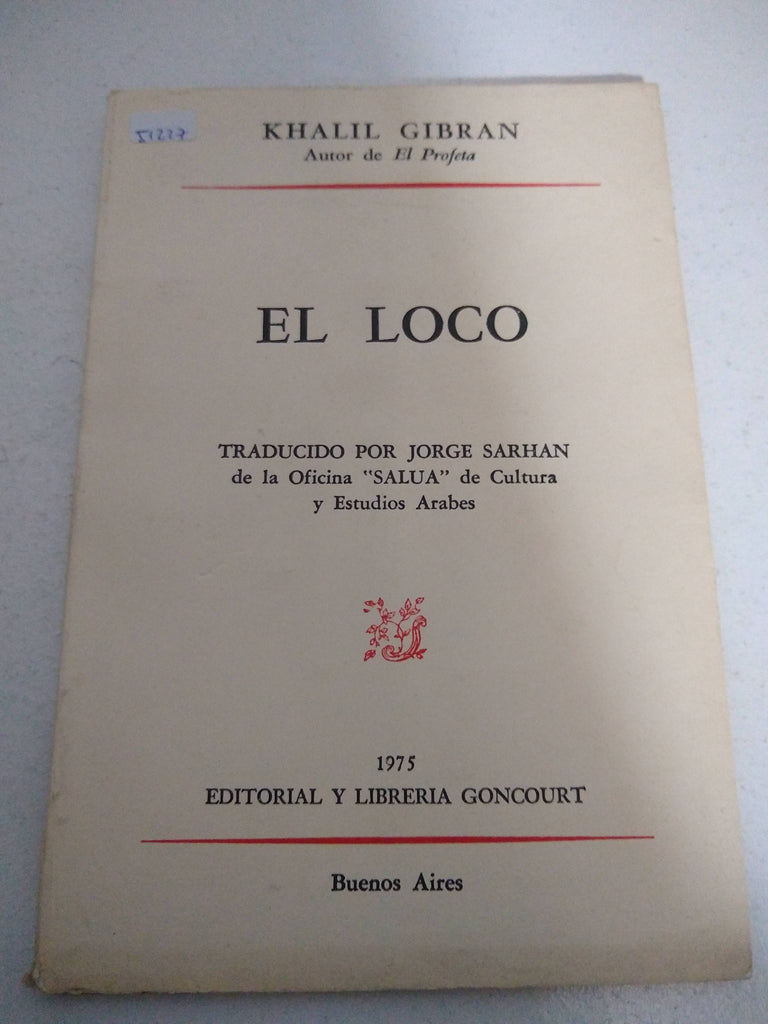 51227
KHALIL GIBRAN
Autor de El Profeta
EL LOCO
TRADUCIDO POR JORGE SARHAN
de la Oficina "SALUA" de Cultura
y Estudios Arabes
1975
EDITORIAL Y LIBRERIA GONCOURT
Buenos Aires